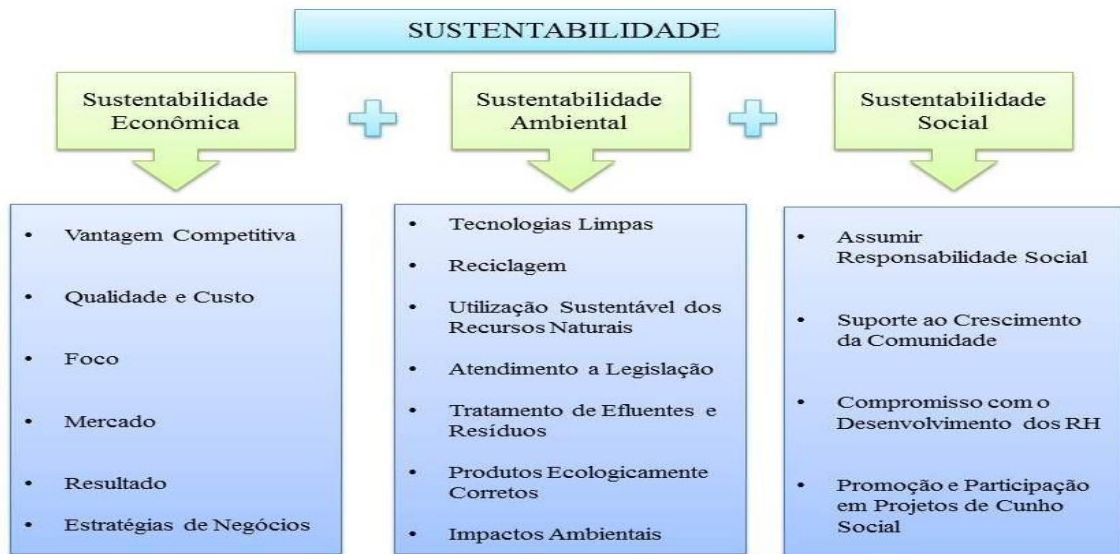 SUSTENTABILIDADE
Sustentabilidade
Econômica
Sustentabilidade
Ambiental
Sustentabilidade
Social
• Vantagem Competitiva
• Qualidade e Custo
• Foco
• Mercado
• Resultado
• Estratégias de Negócios
• Tecnologias Limpas
• Reciclagem
• Utilização Sustentável dos
Recursos Naturais
• Atendimento a Legislação
• Tratamento de Efluentes e
Resíduos
• Produtos Ecologicamente
Corretos
• Impactos Ambientais
• Assumir
Responsabilidade Social
• Suporte ao Crescimento
da Comunidade
• Compromisso com o
Desenvolvimento dos RH
• Promoção e Participação
em Projetos de Cunho
Social